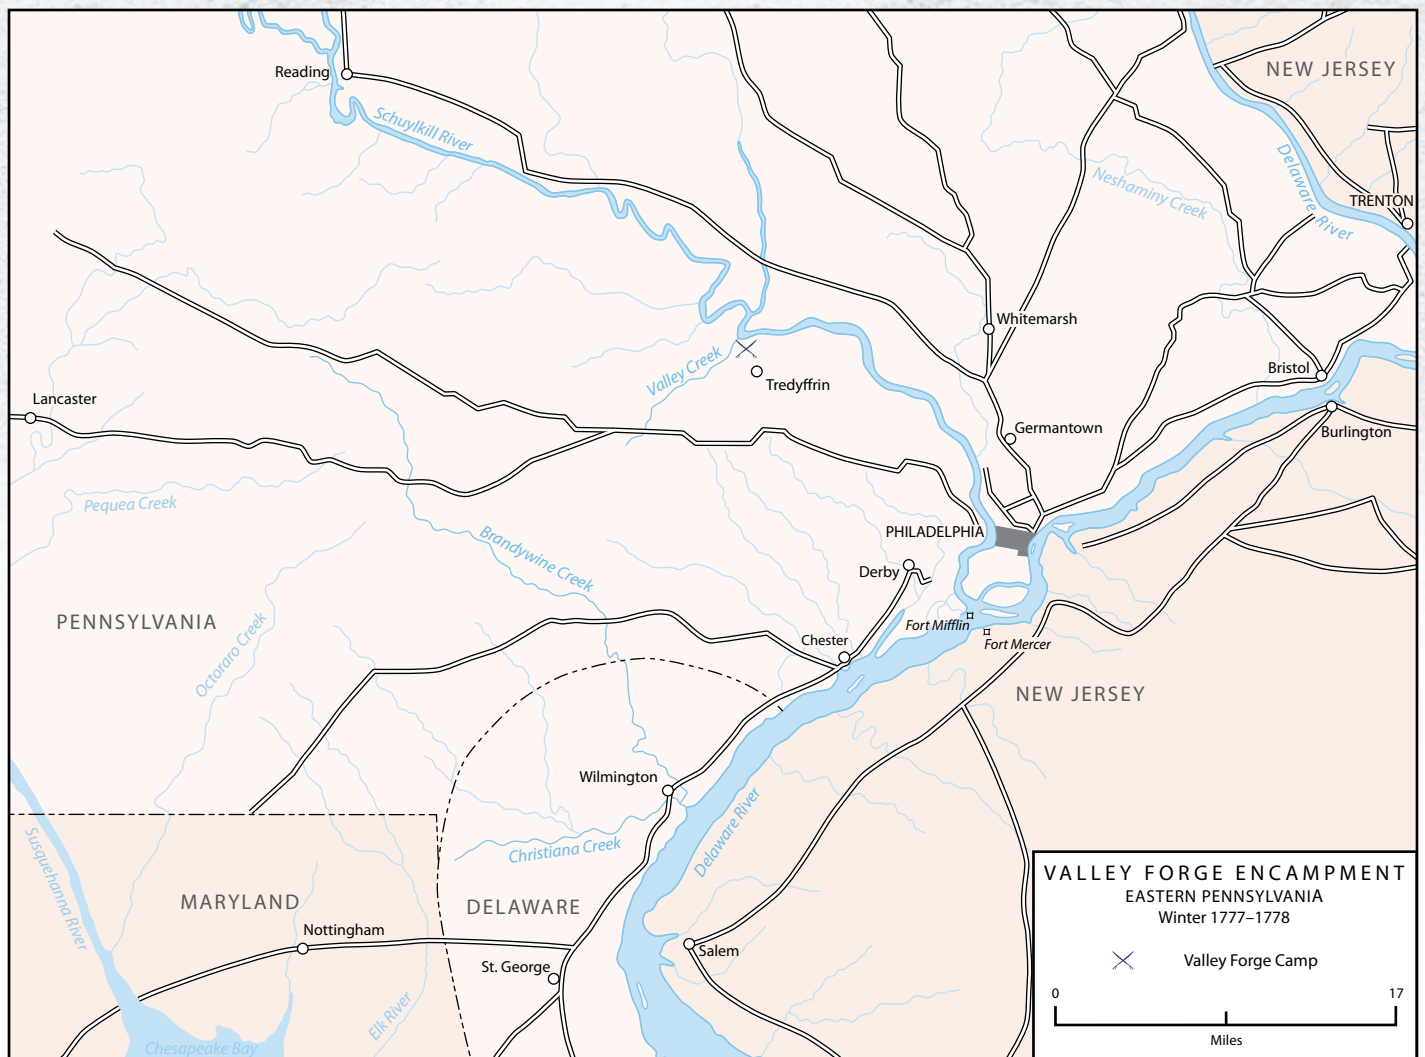 Reading
NEW JERSEY
Schuylkill River
Delaware River
Neshaminy Creek
TRENTON
Whitemarsh
Valley Creek
Tredyffrin
Bristol
Lancaster
Germantown
Burlington
Pequea Creek
Brandywine Creek
PHILADELPHIA
Derby
PENNSYLVANIA
Octoraro Creek
Chester
Fort Mifflin
Fort Mercer
NEW JERSEY
Wilmington
Delaware River
Christiana Creek
Susquehanna River
MARYLAND
DELAWARE
Nottingham
St. George
Salem
Elk River
Chesapeake Bay
VALLEY FORGE ENCAMPMENT
EASTERN PENNSYLVANIA
Winter 1777–1778
Valley Forge Camp
0 17
Miles